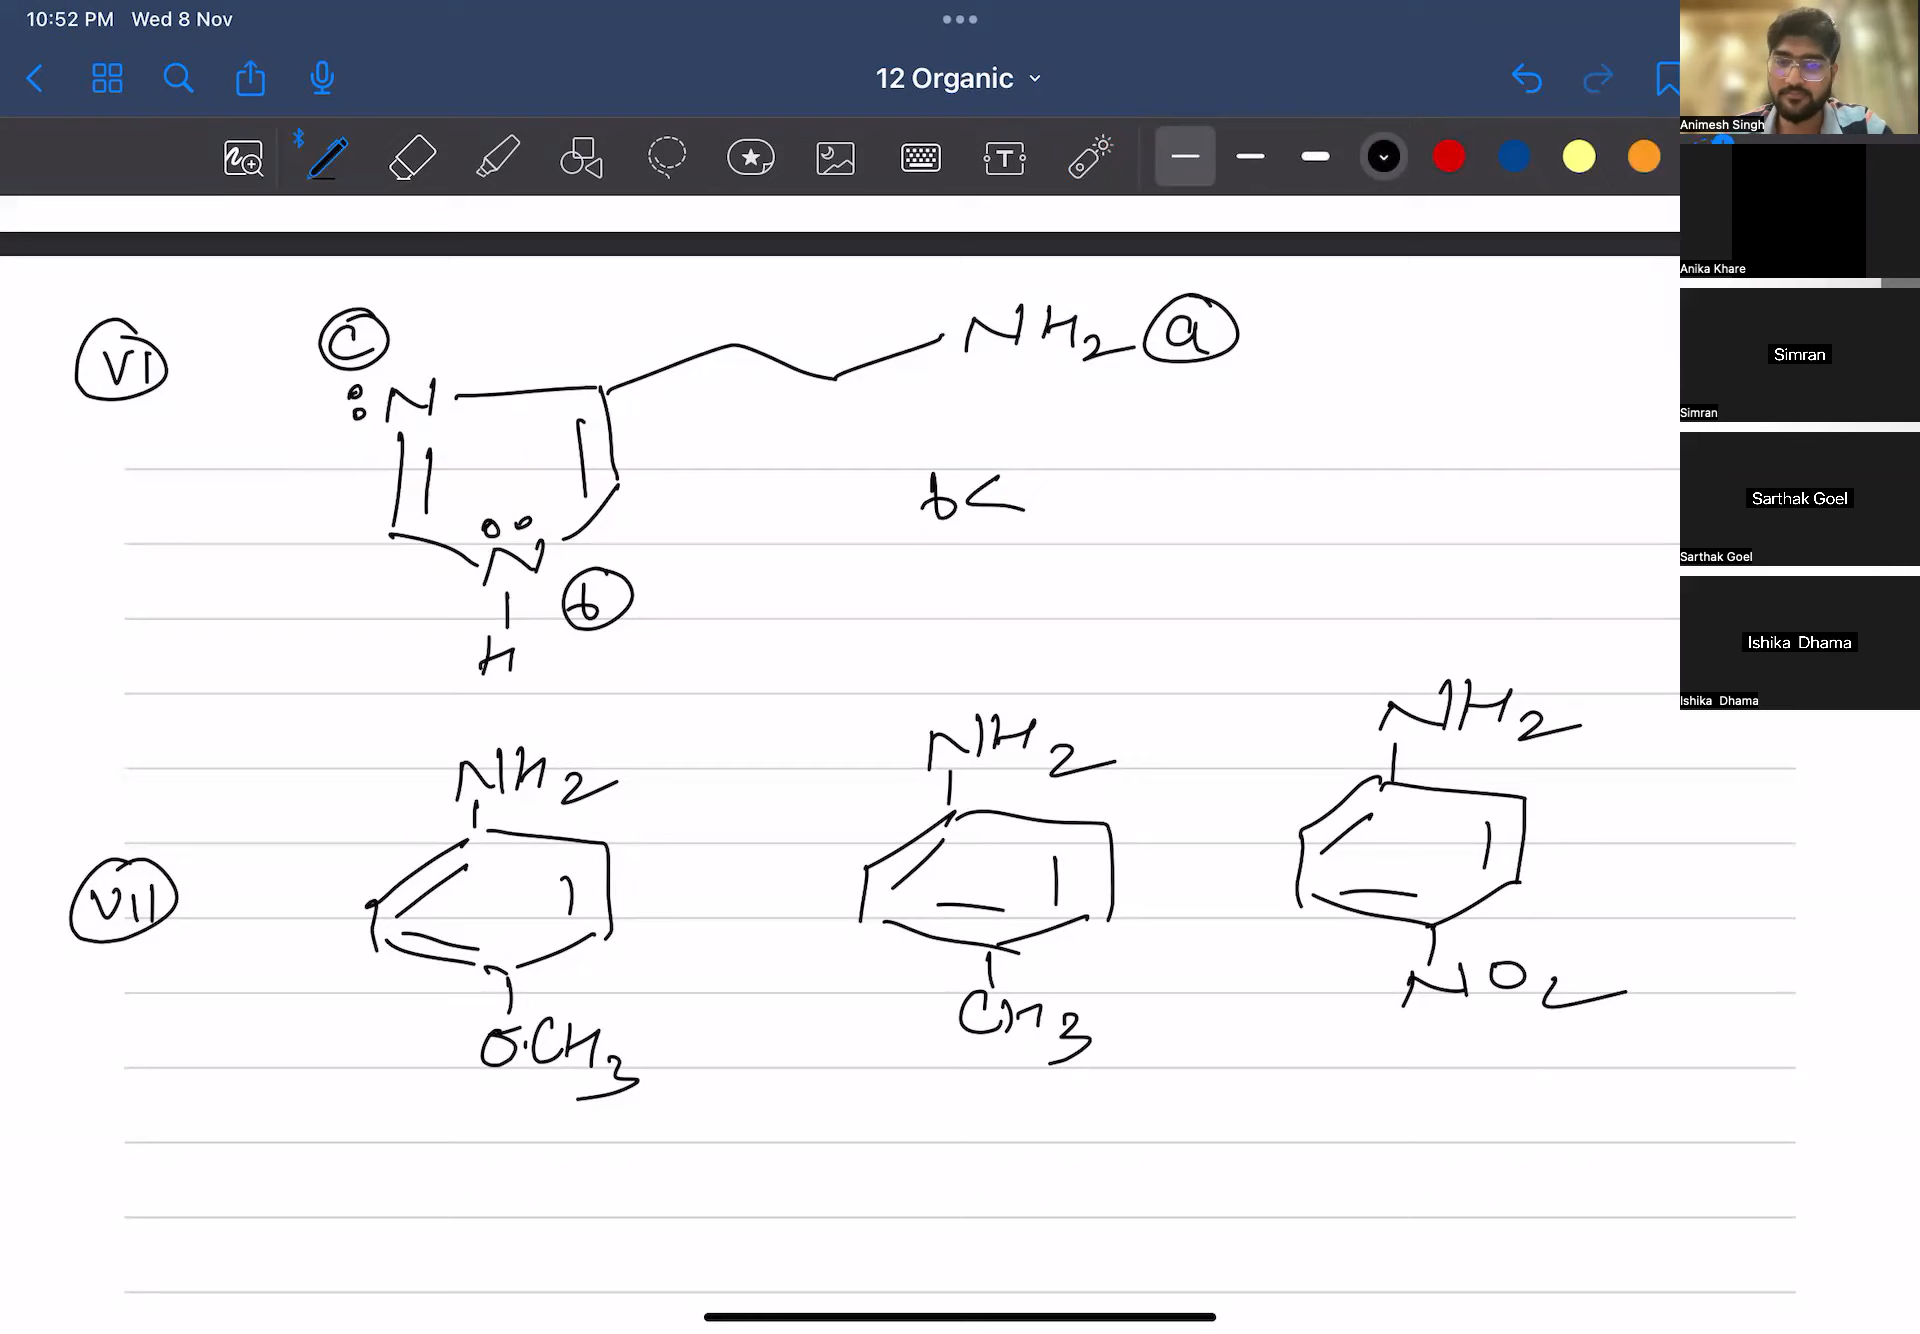 10:52 PM Wed 8 Nov
12 Organic
Animesh Singh
Anika Khare
Simran
Simran
Sarthak Goel
Sarthak Goel
Ishika Dhama
Ishika Dhama
VI
C
NH2 a
:N
b<
N
b
H
NH2
NH2
NH2
VII
O·CH3
CH3
NO2